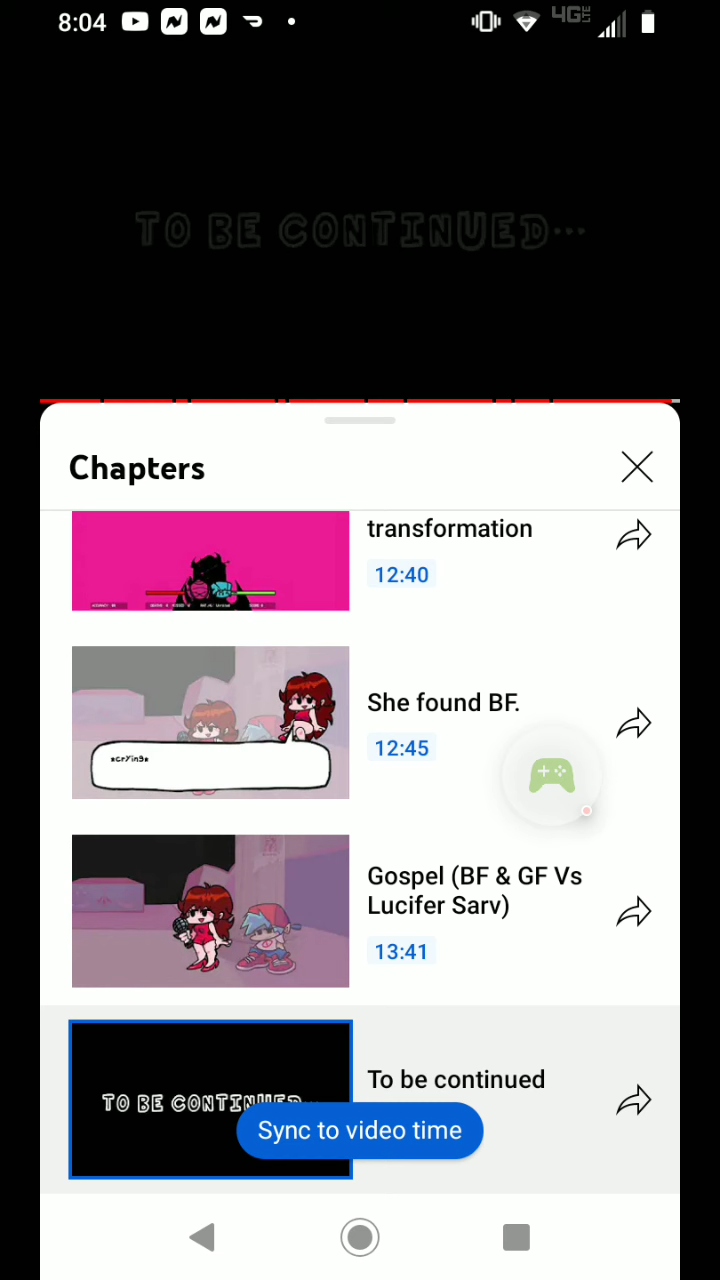 8:04
4G LTE
TO BE CONTINUED...
Chapters
transformation
12:40
She found BF.
12:45
*crying*
Gospel (BF & GF Vs
Lucifer Sarv)
13:41
To be continued
TO BE CONTINUED...
Sync to video time